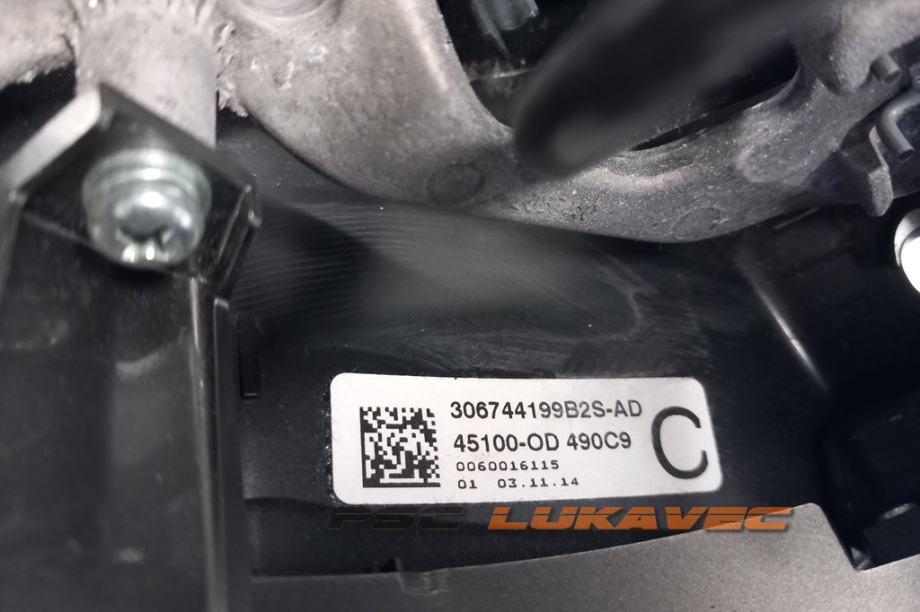 306744199B2S-AD
45100-OD 490C9
C
0060016115
01 03.11.14
PSC LUKAVEC